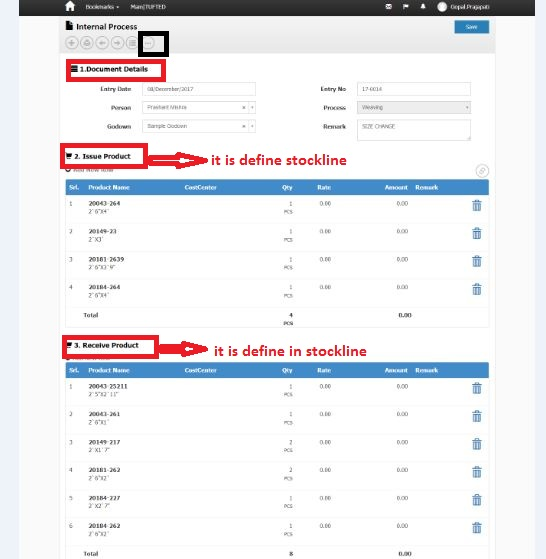 Bookmarks Main|TUFTED Gopal Prajapati
Internal Process Save
1.Document Details
Entry Date 08/December/2017 Entry No 17-0014
Person Prashant Mishra Process Weaving
Godown Sample Godown Remark SIZE CHANGE
2. Issue Product it is define stockline
Srl. Product Name CostCenter Qty Rate Amount Remark
1 20043-264 1 0.00 0.00
2`6"X4` PCS
2 20149-23 1 0.00 0.00
2`X3` PCS
3 20181-2639 1 0.00 0.00
2`6"X3`9" PCS
4 20184-264 1 0.00 0.00
2`6"X4` PCS
Total 4 0.00
PCS
3. Receive Product it is define in stockline
Srl. Product Name CostCenter Qty Rate Amount Remark
1 20043-25211 1 0.00 0.00
2`5"X2`11" PCS
2 20043-261 1 0.00 0.00
2`6"X1` PCS
3 20149-217 2 0.00 0.00
2`X1`7" PCS
4 20181-262 2 0.00 0.00
2`6"X2` PCS
5 20184-227 1 0.00 0.00
2`X2`7" PCS
6 20184-262 1 0.00 0.00
2`6"X2` PCS
Total 8 0.00